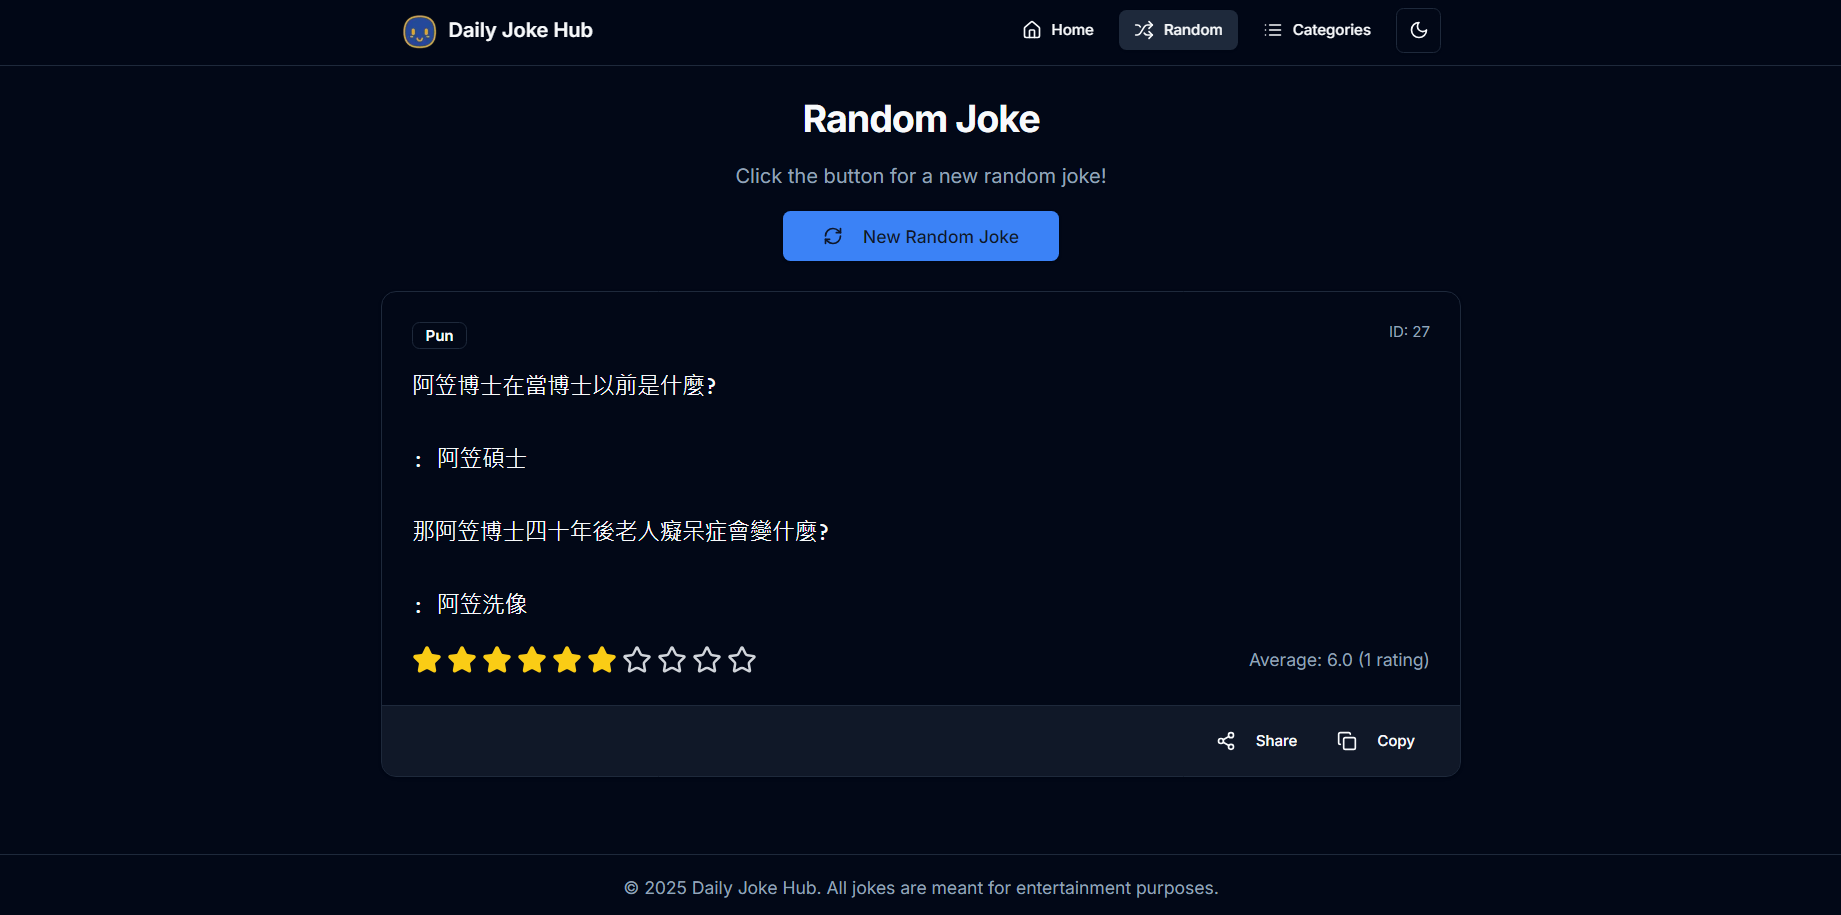 Daily Joke Hub
Home
Random
Categories
Random Joke
Click the button for a new random joke!
New Random Joke
Pun
ID: 27
阿笠博士在當博士以前是什麼?
: 阿笠碩士
那阿笠博士四十年後老人癡呆症會變什麼?
: 阿笠洗像
Average: 6.0 (1 rating)
Share
Copy
© 2025 Daily Joke Hub. All jokes are meant for entertainment purposes.